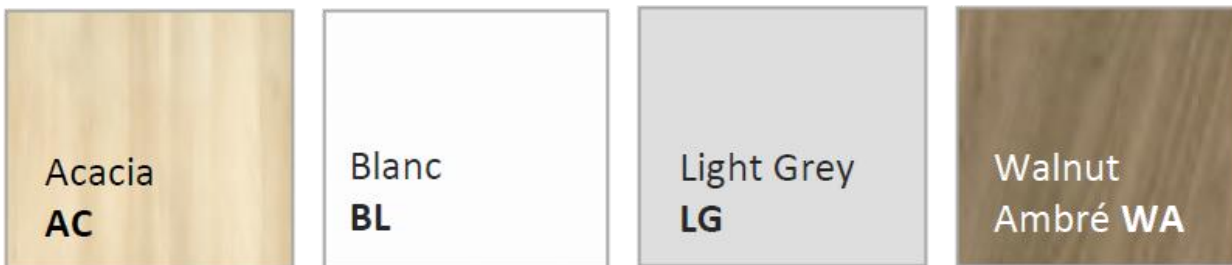 Acacia
AC
Blanc
BL
Light Grey
LG
Walnut
Ambré WA